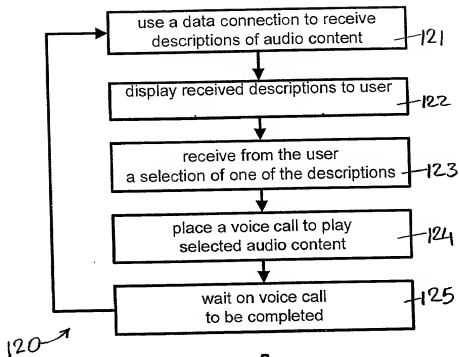 use a data connection to receive
descriptions of audio content
121
display received descriptions to user
122
receive from the user
a selection of one of the descriptions
123
place a voice call to play
selected audio content
124
wait on voice call
to be completed
125
120